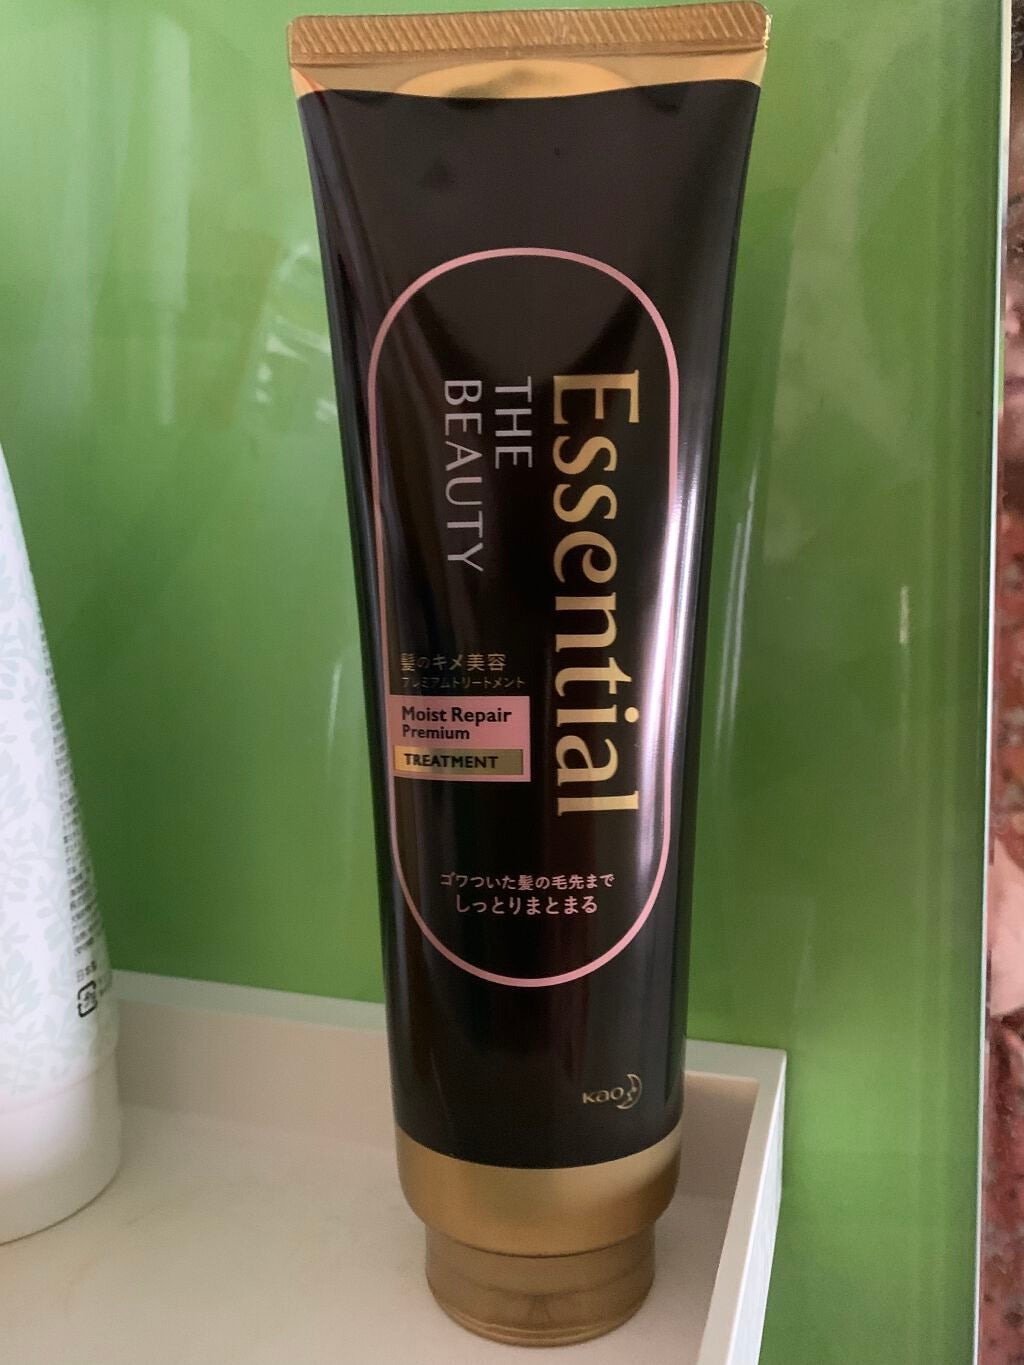 Essential
THE
BEAUTY
髪のキメ美容
プレミアムトリートメント
Moist Repair
Premium
TREATMENT
ゴワついた髪の毛先まで
しっとりまとまる
Kao